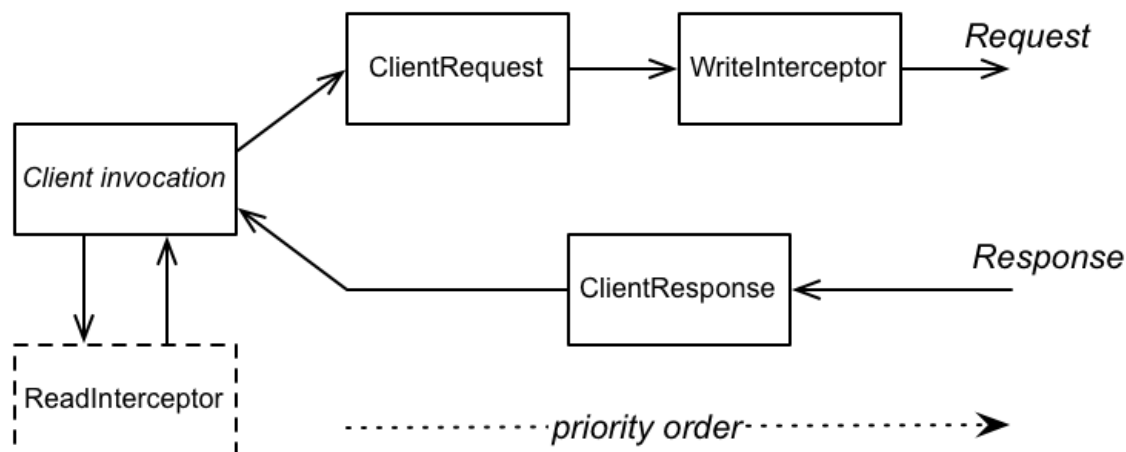 Request
ClientRequest
WriteInterceptor
Client invocation
Response
ClientResponse
ReadInterceptor
priority order